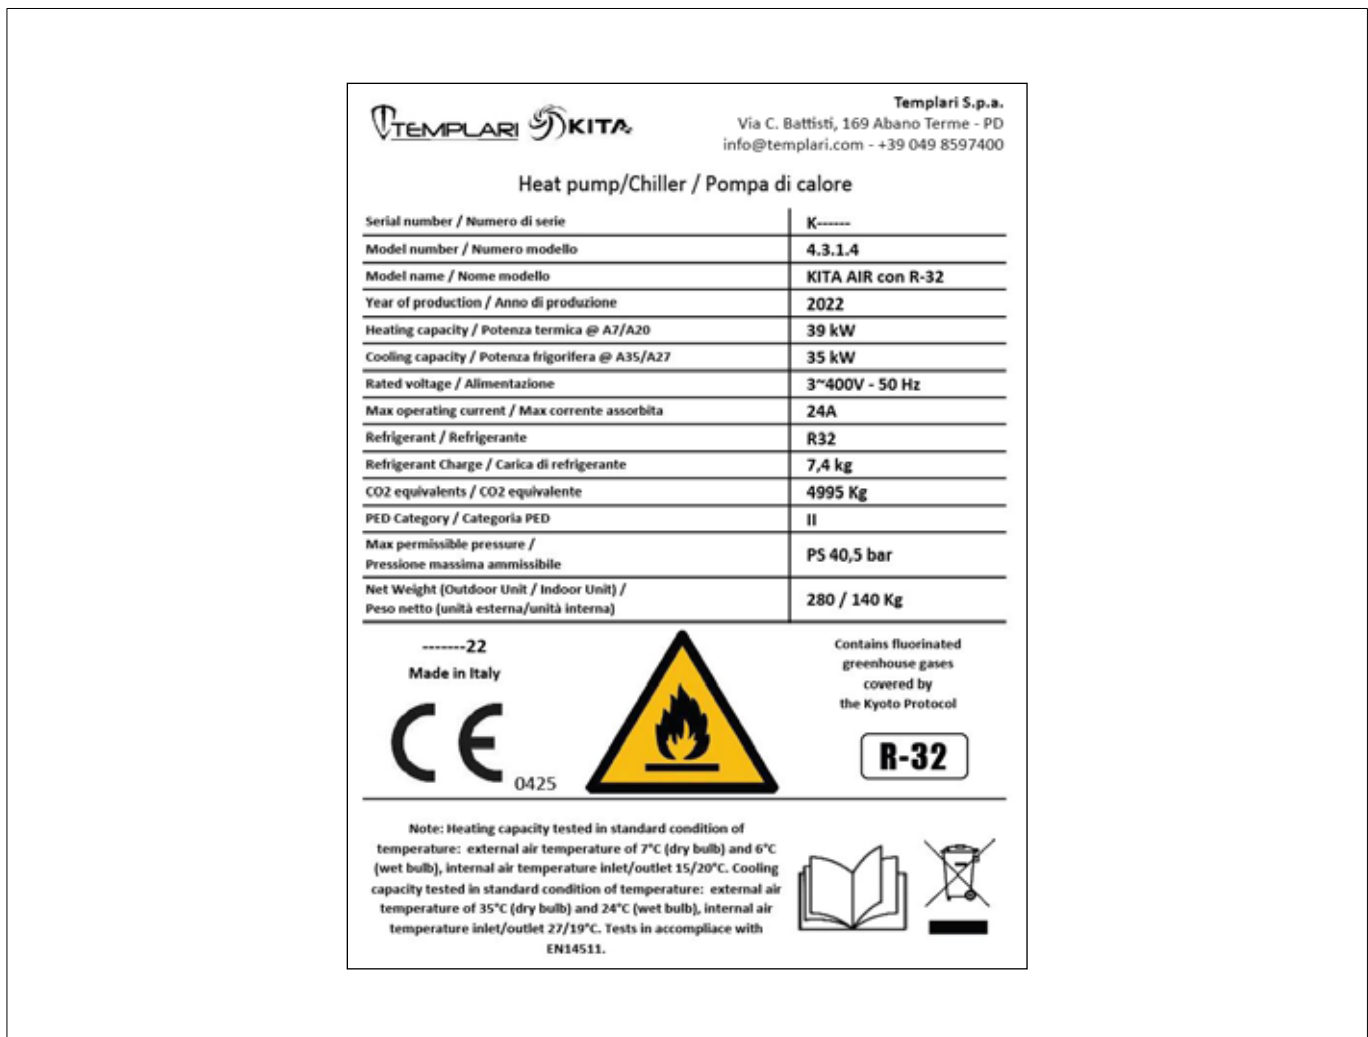 TEMPLARI KITA
Templari S.p.a.
Via C. Battisti, 169 Abano Terme - PD
info@templari.com - +39 049 8597400
Heat pump/Chiller / Pompa di calore
Serial number / Numero di serie K------
Model number / Numero modello 4.3.1.4
Model name / Nome modello KITA AIR con R-32
Year of production / Anno di produzione 2022
Heating capacity / Potenza termica @ A7/A20 39 kW
Cooling capacity / Potenza frigorifera @ A35/A27 35 kW
Rated voltage / Alimentazione 3~400V - 50 Hz
Max operating current / Max corrente assorbita 24A
Refrigerant / Refrigerante R32
Refrigerant Charge / Carica di refrigerante 7,4 kg
CO2 equivalents / CO2 equivalente 4995 Kg
PED Category / Categoria PED II
Max permissible pressure /
Pressione massima ammissibile PS 40,5 bar
Net Weight (Outdoor Unit / Indoor Unit) /
Peso netto (unità esterna/unità interna) 280 / 140 Kg
-------22
Made in Italy
CE 0425
Contains fluorinated
greenhouse gases
covered by
the Kyoto Protocol
R-32
Note: Heating capacity tested in standard condition of
temperature: external air temperature of 7°C (dry bulb) and 6°C
(wet bulb), internal air temperature inlet/outlet 15/20°C. Cooling
capacity tested in standard condition of temperature: external air
temperature of 35°C (dry bulb) and 24°C (wet bulb), internal air
temperature inlet/outlet 27/19°C. Tests in accompliace with
EN14511.